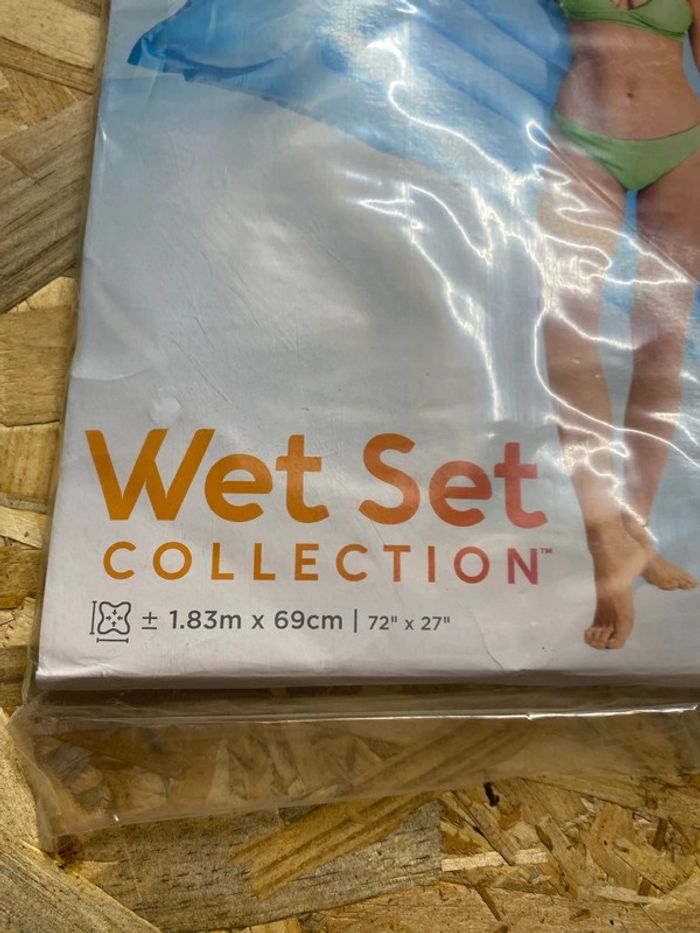 Wet Set
COLLECTION™
± 1.83m x 69cm | 72" x 27"